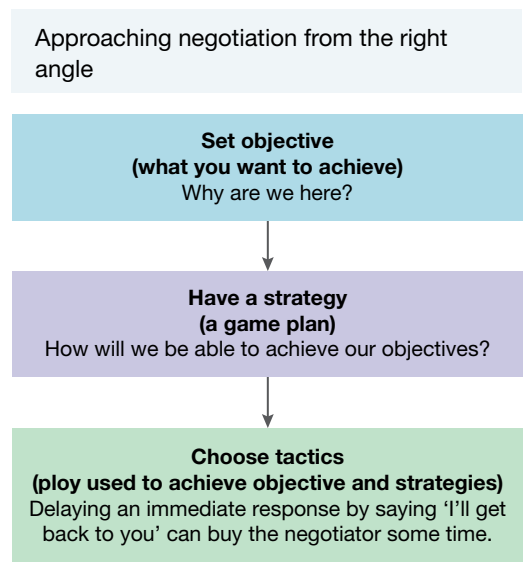 Approaching negotiation from the right
angle
Set objective
(what you want to achieve)
Why are we here?
Have a strategy
(a game plan)
How will we be able to achieve our objectives?
Choose tactics
(ploy used to achieve objective and strategies)
Delaying an immediate response by saying ‘I’ll get
back to you’ can buy the negotiator some time.